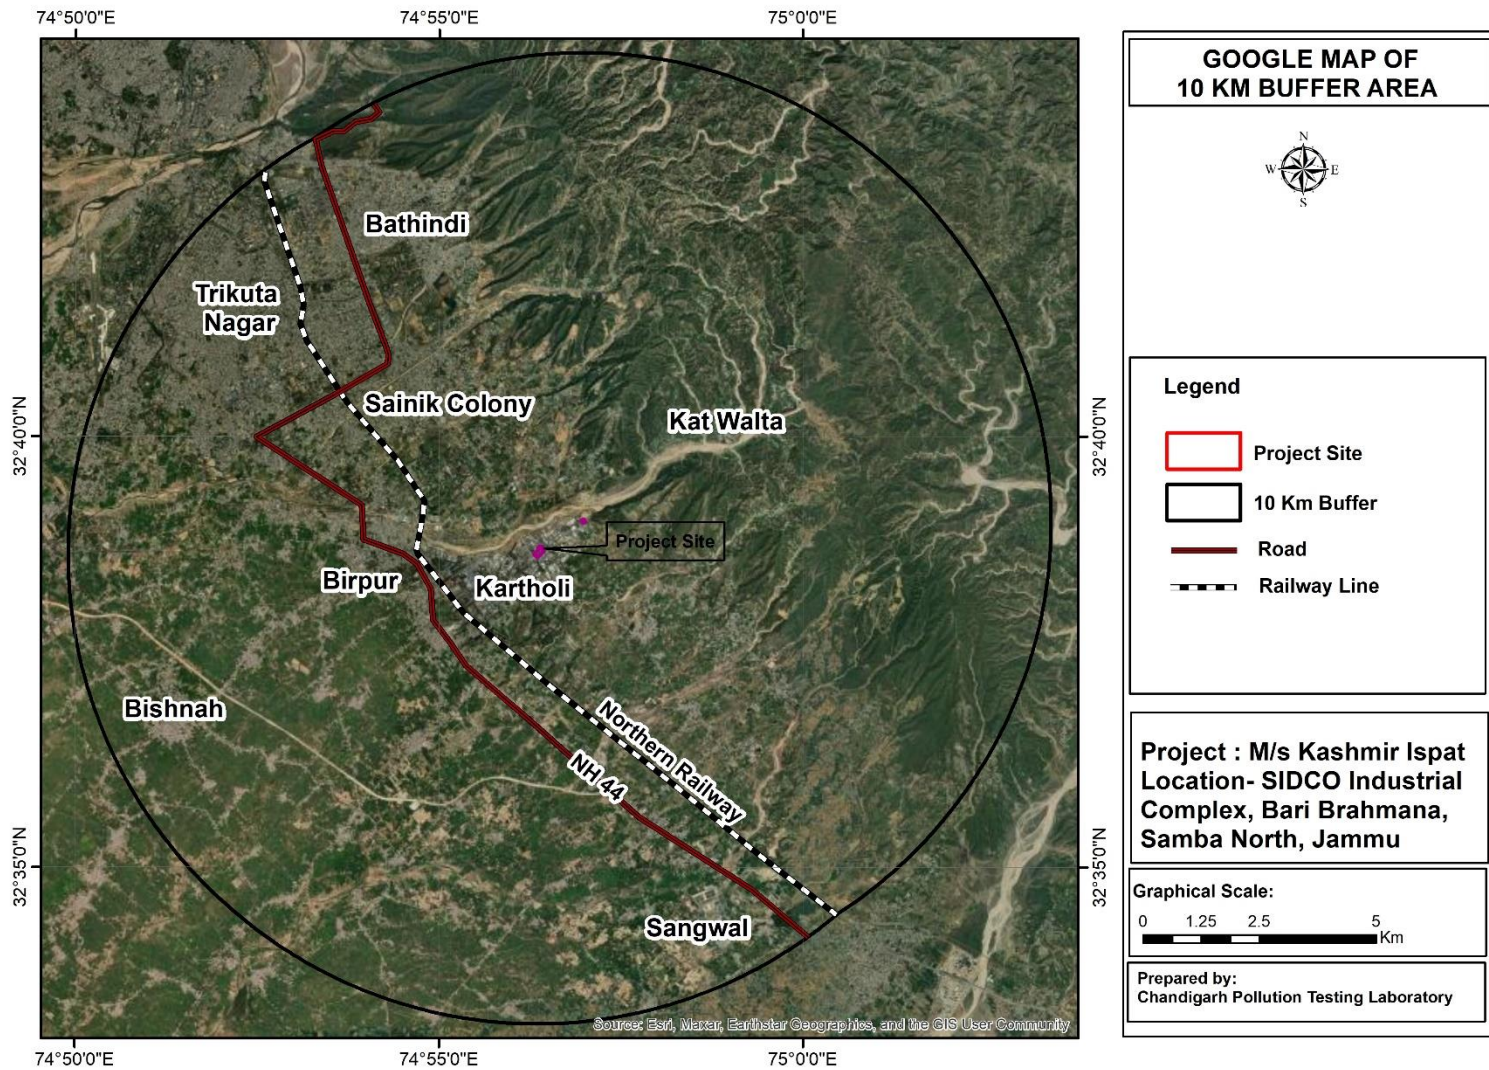 74°50'0"E
74°55'0"E
75°0'0"E
32°40'0"N
32°35'0"N
Bathindi
Trikuta
Nagar
Sainik Colony
Kat Walta
Project Site
Birpur
Kartholi
Bishnah
Northern Railway
NH 44
Sangwal
Source: Esri, Maxar, Earthstar Geographics, and the GIS User Community
32°40'0"N
32°35'0"N
74°50'0"E
74°55'0"E
75°0'0"E
GOOGLE MAP OF
10 KM BUFFER AREA
N
W
E
S
Legend
Project Site
10 Km Buffer
Road
Railway Line
Project : M/s Kashmir Ispat
Location- SIDCO Industrial
Complex, Bari Brahmana,
Samba North, Jammu
Graphical Scale:
0 1.25 2.5 5
Km
Prepared by:
Chandigarh Pollution Testing Laboratory